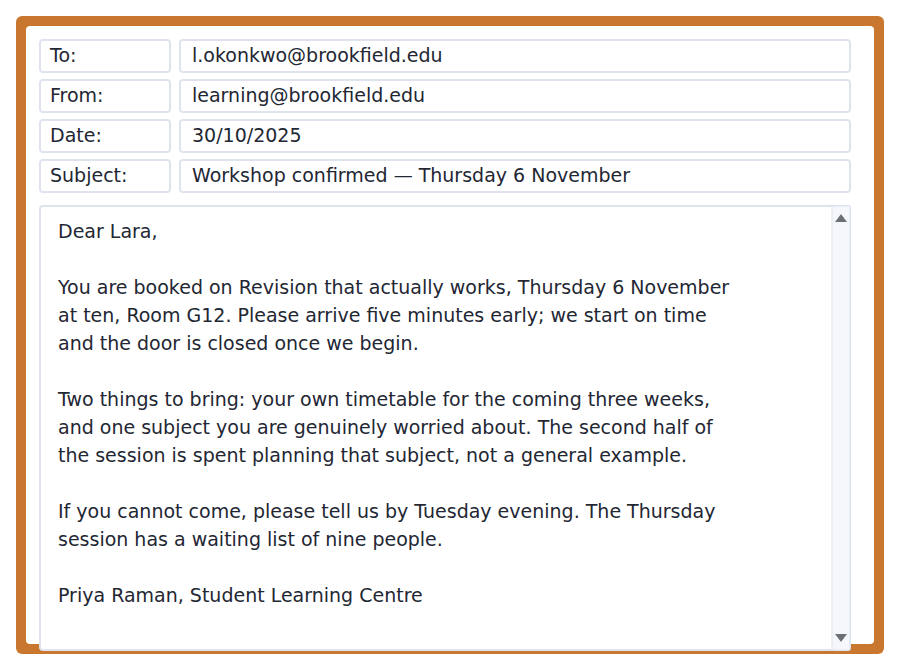 To: l.okonkwo@brookfield.edu
From: learning@brookfield.edu
Date: 30/10/2025
Subject: Workshop confirmed — Thursday 6 November
Dear Lara,
You are booked on Revision that actually works, Thursday 6 November
at ten, Room G12. Please arrive five minutes early; we start on time
and the door is closed once we begin.
Two things to bring: your own timetable for the coming three weeks,
and one subject you are genuinely worried about. The second half of
the session is spent planning that subject, not a general example.
If you cannot come, please tell us by Tuesday evening. The Thursday
session has a waiting list of nine people.
Priya Raman, Student Learning Centre